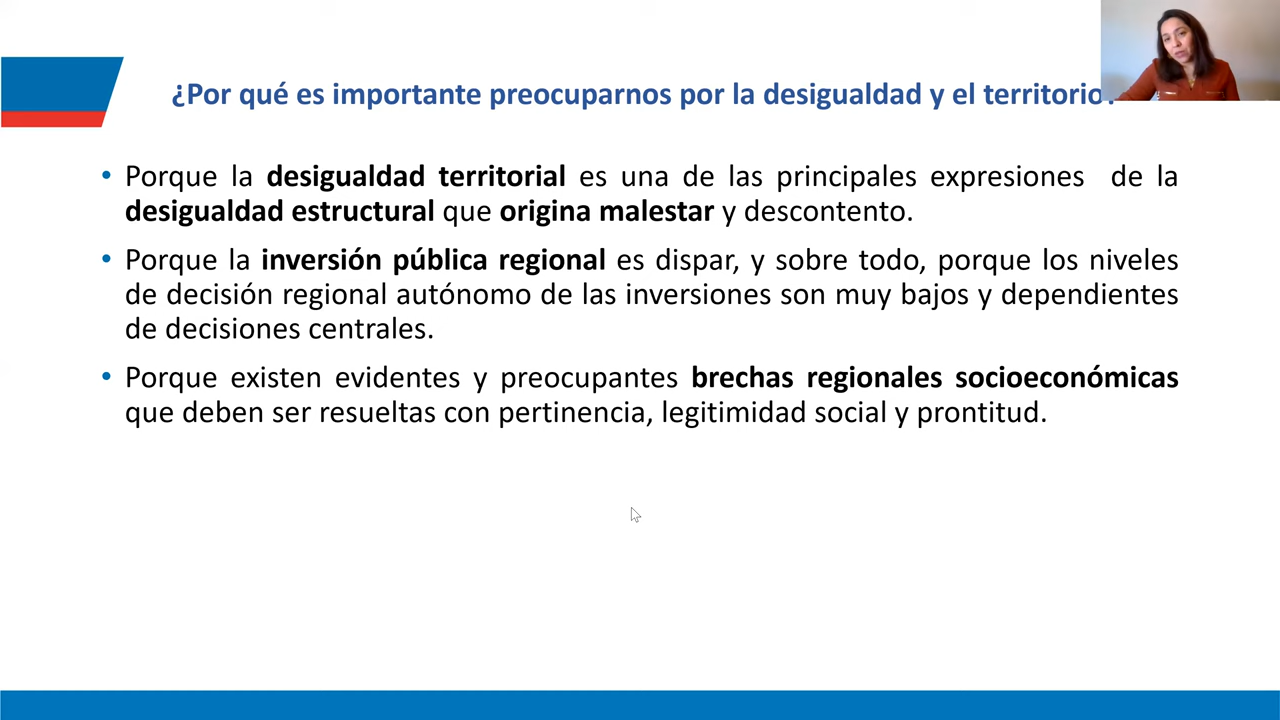 ¿Por qué es importante preocuparnos por la desigualdad y el territorio?
• Porque la desigualdad territorial es una de las principales expresiones de la
desigualdad estructural que origina malestar y descontento.
• Porque la inversión pública regional es dispar, y sobre todo, porque los niveles
de decisión regional autónomo de las inversiones son muy bajos y dependientes
de decisiones centrales.
• Porque existen evidentes y preocupantes brechas regionales socioeconómicas
que deben ser resueltas con pertinencia, legitimidad social y prontitud.